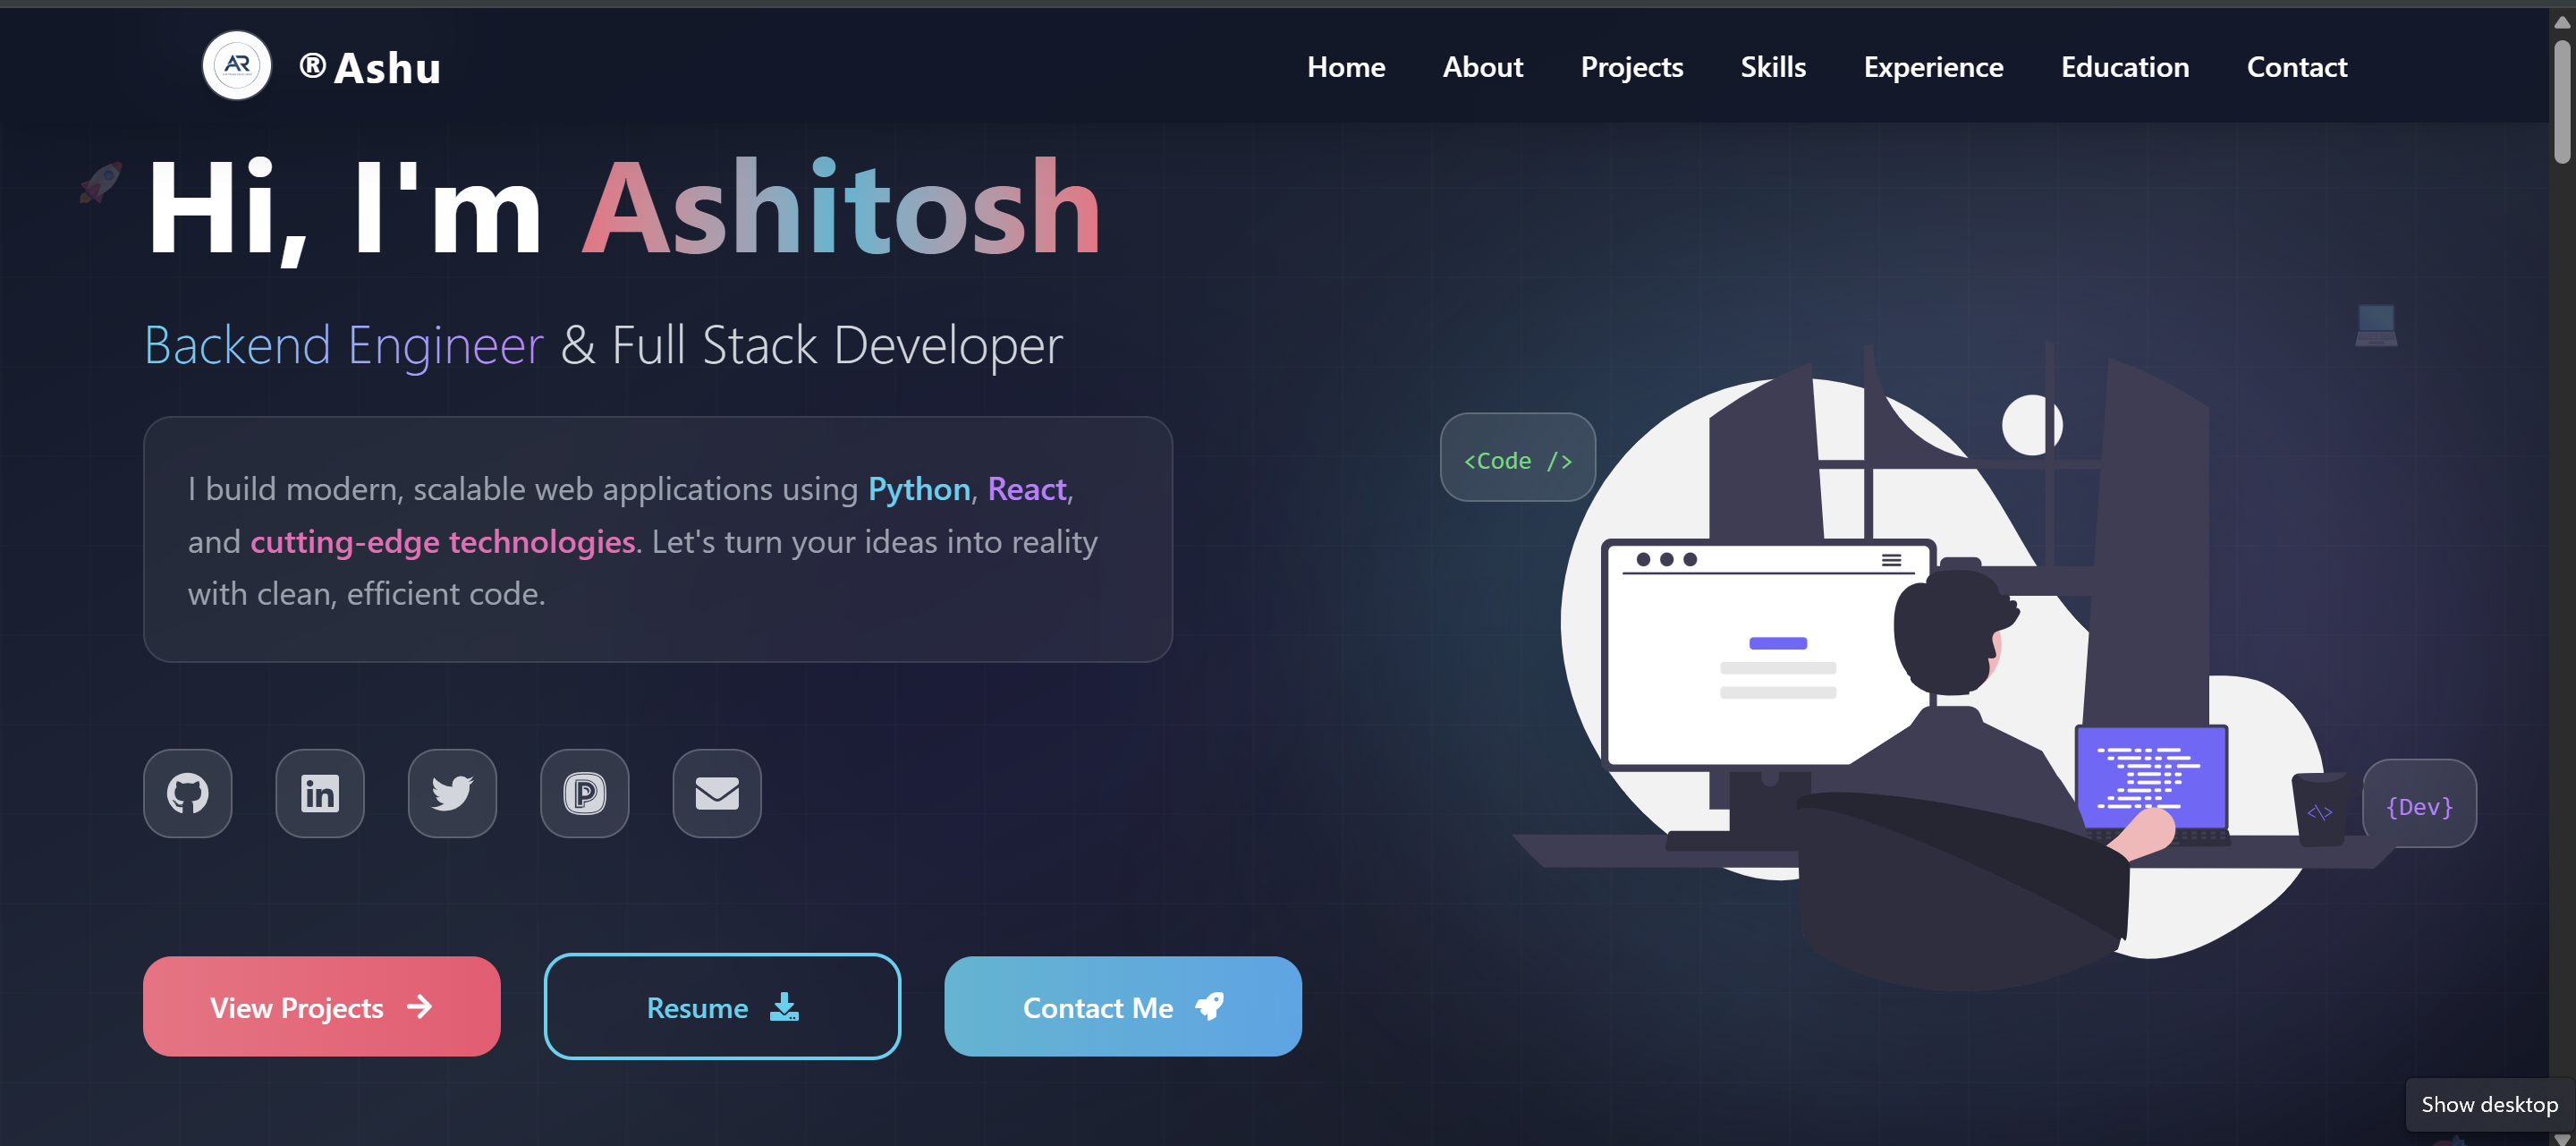 AR
®Ashu
Home About Projects Skills Experience Education Contact
Hi, I'm Ashitosh
Backend Engineer & Full Stack Developer
I build modern, scalable web applications using Python, React,
and cutting-edge technologies. Let's turn your ideas into reality
with clean, efficient code.
<Code />
<\>
{Dev}
View Projects
Resume
Contact Me
Show desktop